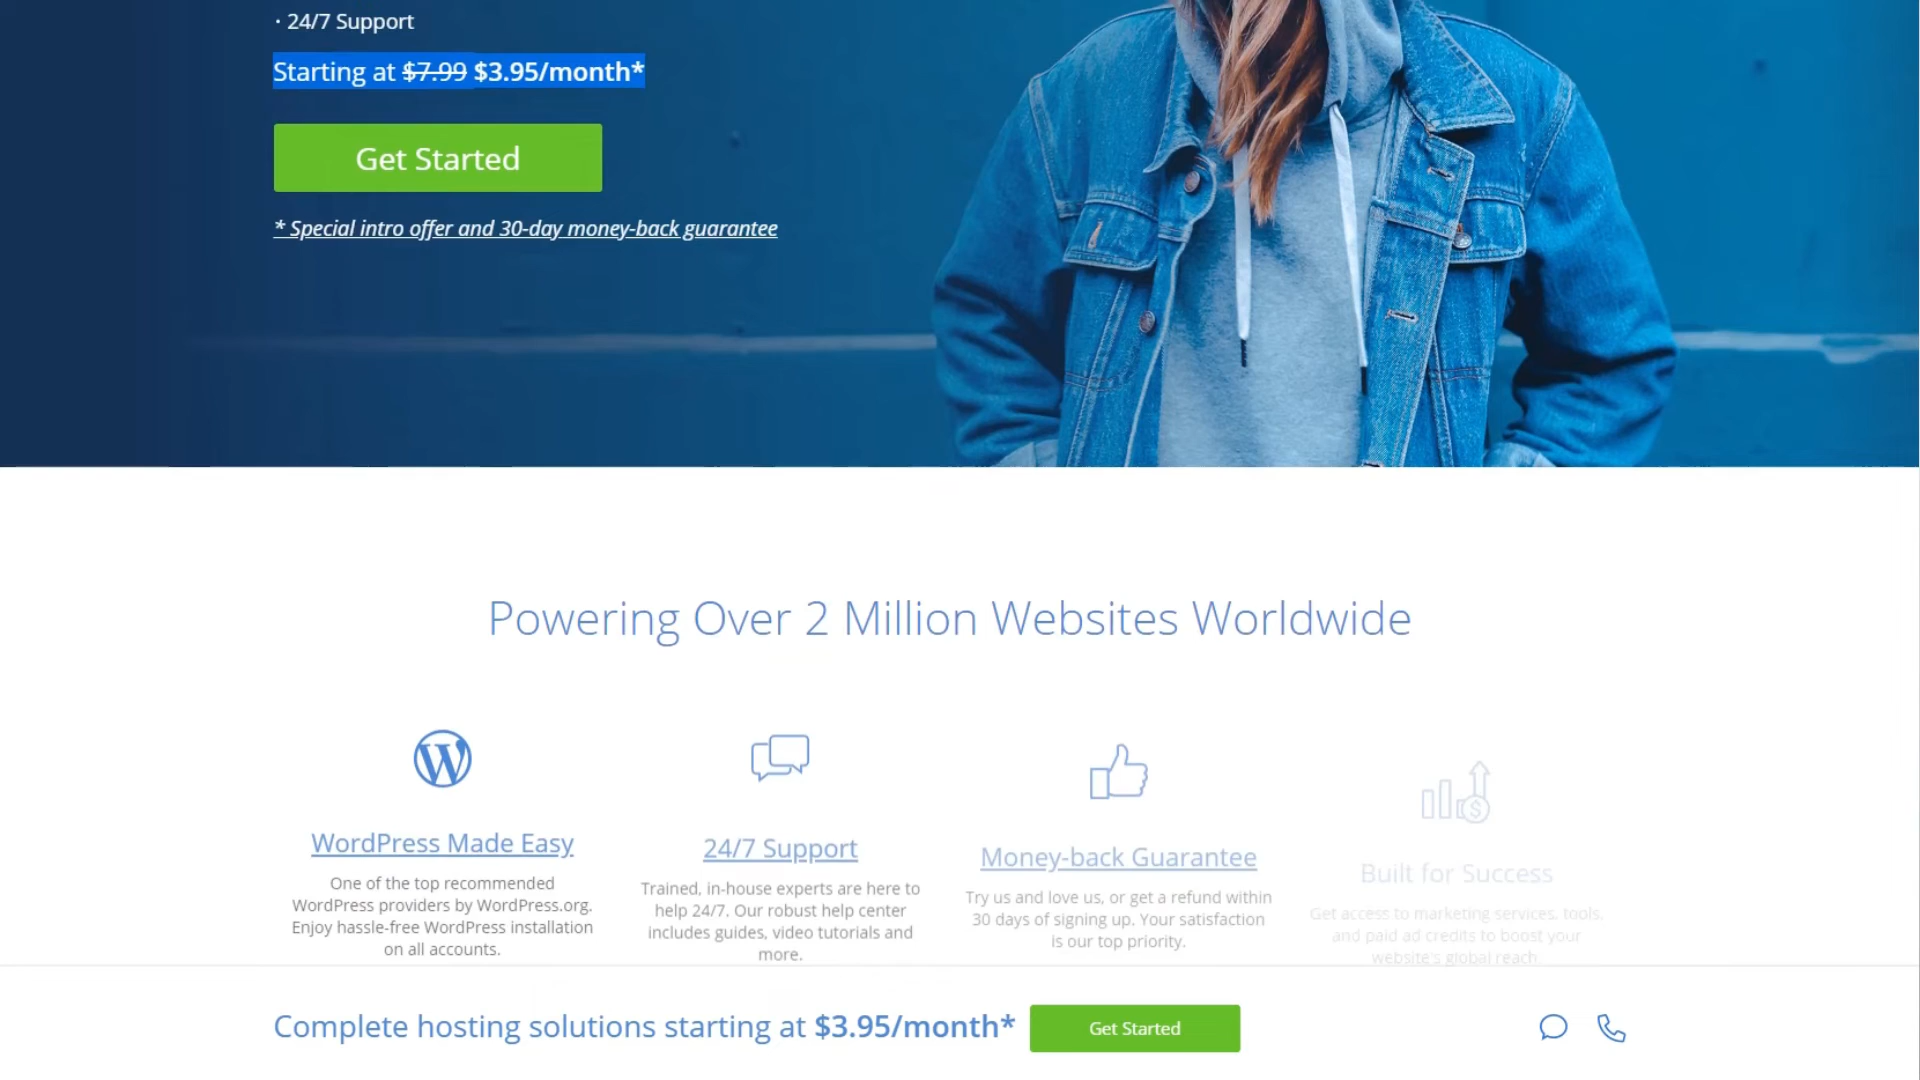 · 24/7 Support
Starting at $7.99 $3.95/month*
Get Started
* Special intro offer and 30-day money-back guarantee
Powering Over 2 Million Websites Worldwide
WordPress Made Easy
One of the top recommended
WordPress providers by WordPress.org.
Enjoy hassle-free WordPress installation
on all accounts.
24/7 Support
Trained, in-house experts are here to
help 24/7. Our robust help center
includes guides, video tutorials and
more.
Money-back Guarantee
Try us and love us, or get a refund within
30 days of signing up. Your satisfaction
is our top priority.
Built for Success
Get access to marketing services, tools,
and paid ad credits to boost your
website's global reach.
Complete hosting solutions starting at $3.95/month*
Get Started